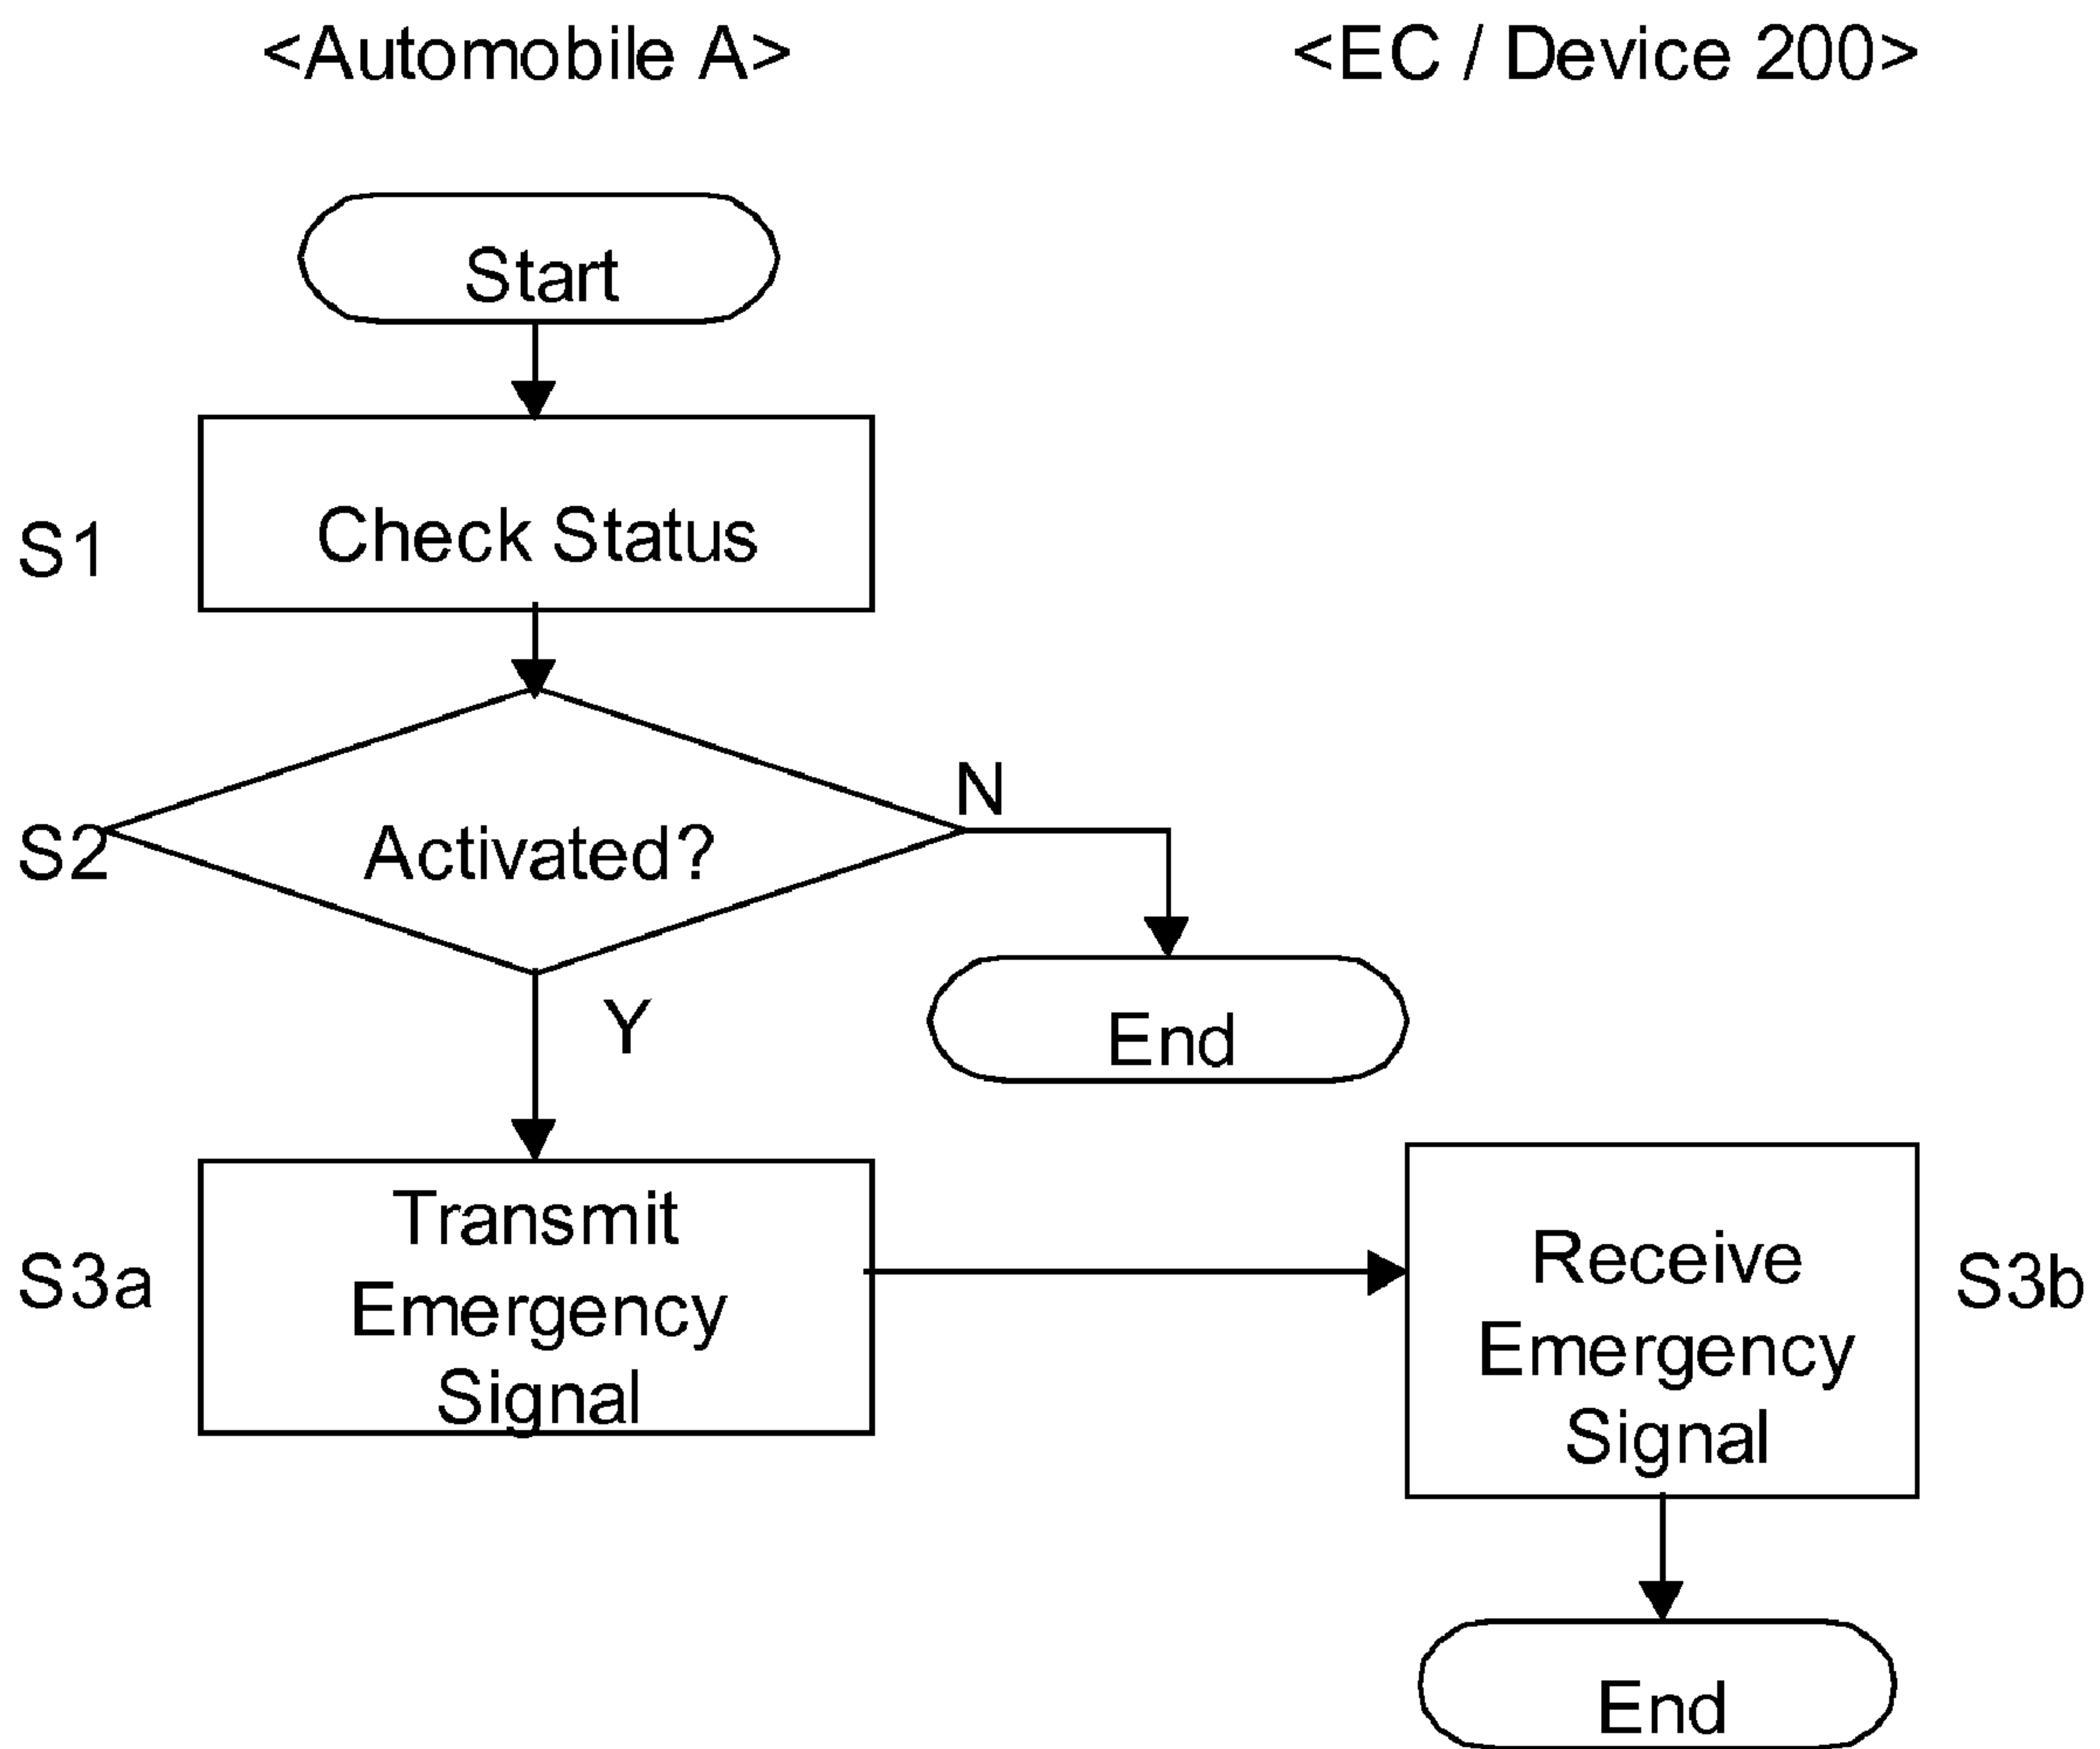 <Automobile A>
<EC / Device 200>
Start
S1
Check Status
S2
Activated?
N
Y
End
S3a
Transmit
Emergency
Signal
Receive
Emergency
Signal
S3b
End